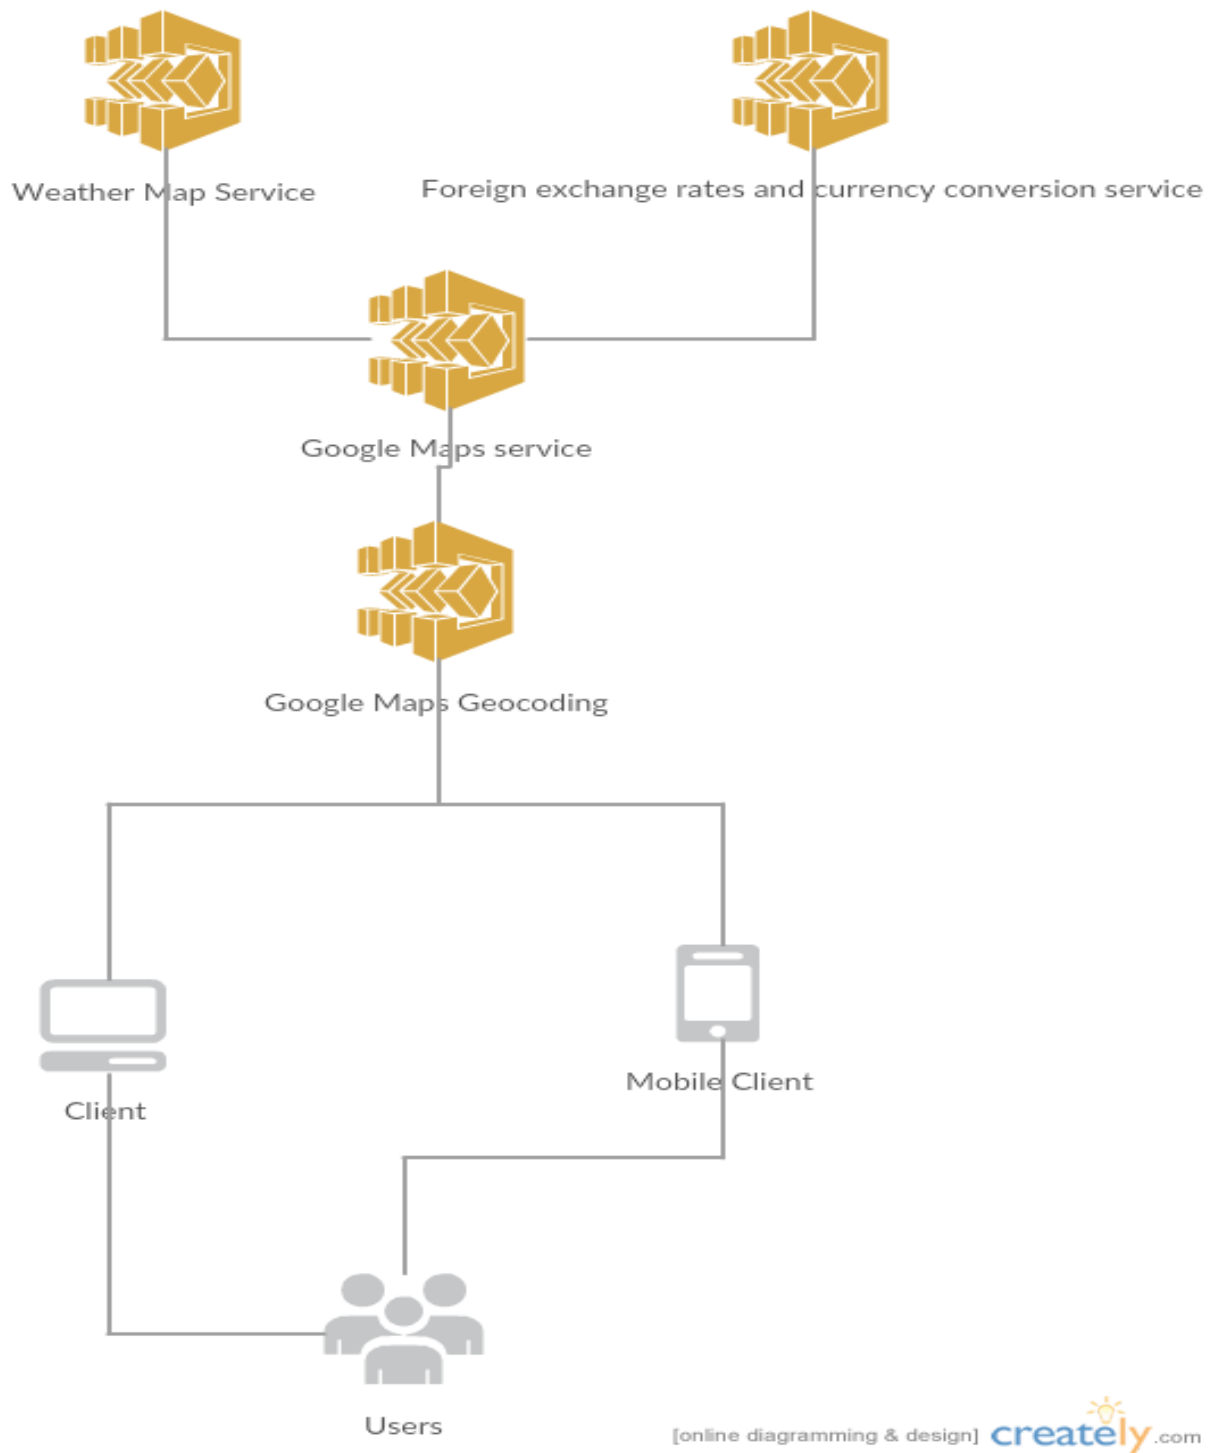 Weather Map Service
Foreign exchange rates and currency conversion service
Google Maps service
Google Maps Geocoding
Mobile Client
Client
Users
[online diagramming & design] creately.com